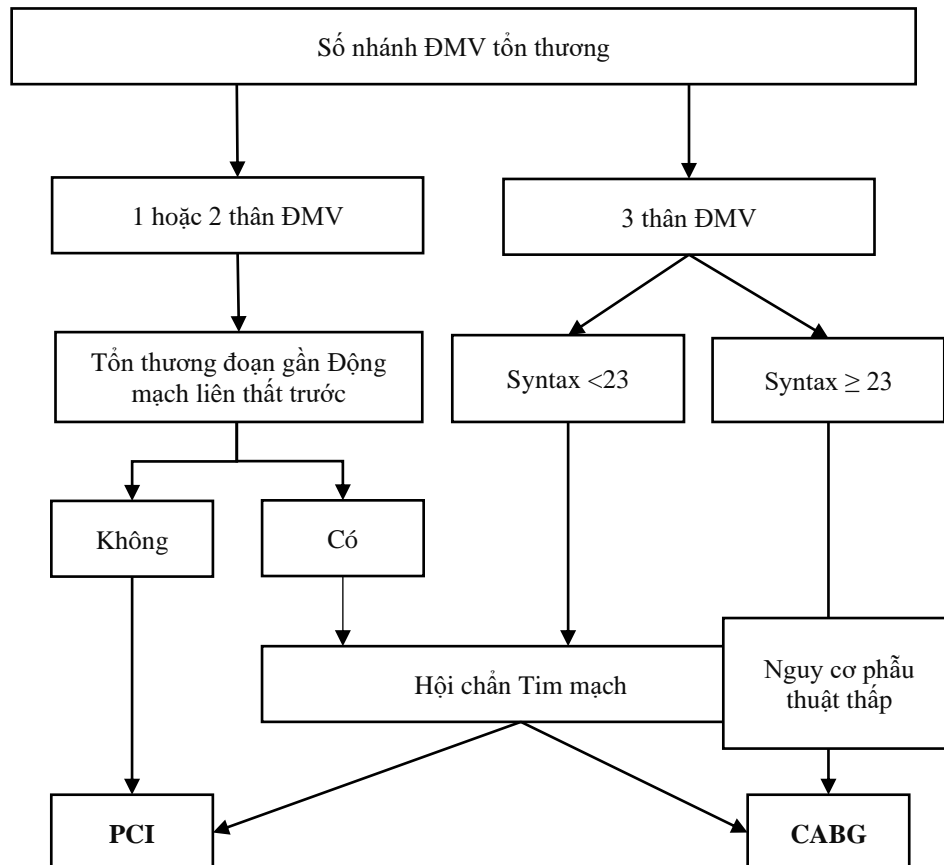 Số nhánh ĐMV tổn thương
1 hoặc 2 thân ĐMV
3 thân ĐMV
Tổn thương đoạn gần Động
mạch liên thất trước
Syntax <23
Syntax ≥ 23
Không
Có
Hội chẩn Tim mạch
Nguy cơ phẫu
thuật thấp
PCI
CABG